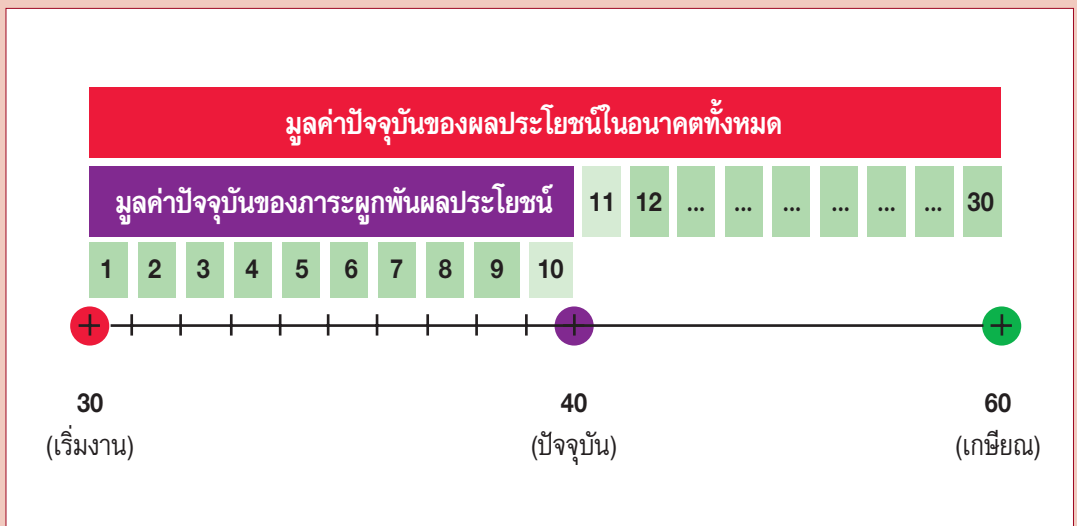 มูลค่าปัจจุบันของผลประโยชน์ในอนาคตทั้งหมด
มูลค่าปัจจุบันของภาระผูกพันผลประโยชน์ 11 12 ... ... ... ... ... ... 30
1 2 3 4 5 6 7 8 9 10
30 40 60
(เริ่มงาน) (ปัจจุบัน) (เกษียณ)